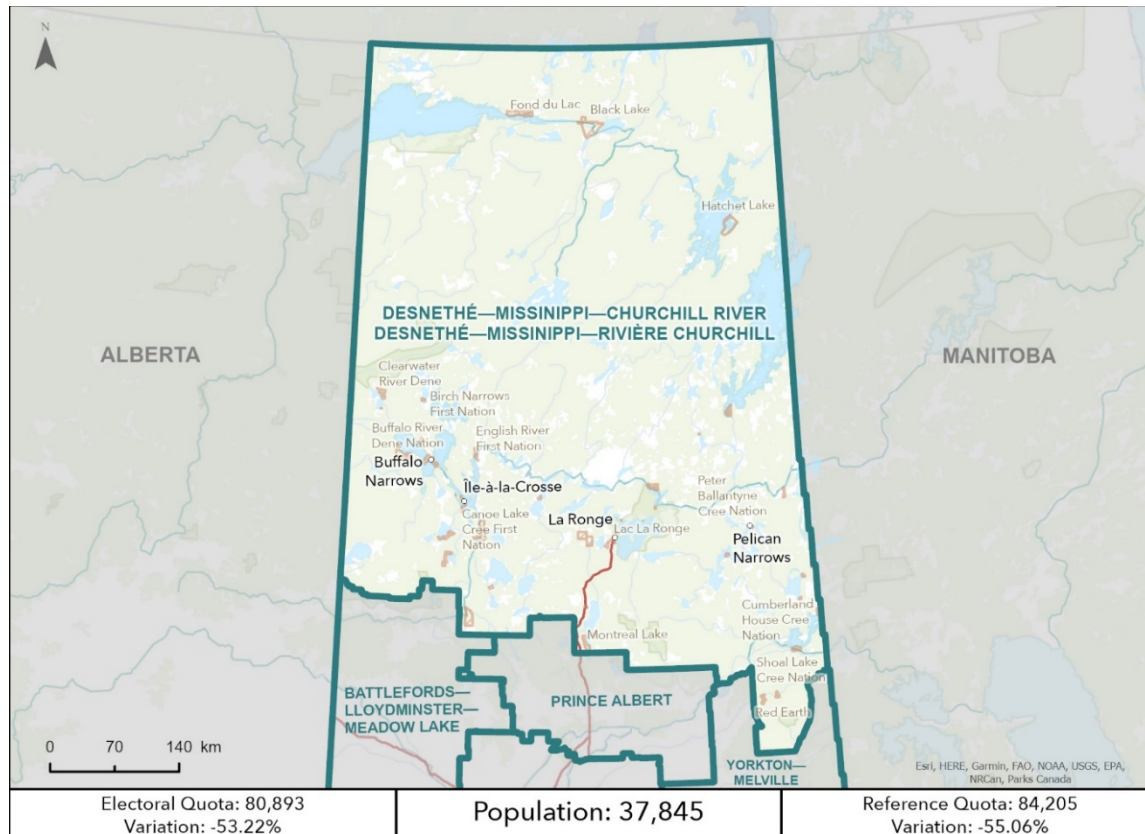 N
Fond du Lac
Black Lake
Hatchet Lake
DESNETHÉ—MISSINIPPI—CHURCHILL RIVER
DESNETHÉ—MISSINIPPI—RIVIÈRE CHURCHILL
ALBERTA
MANITOBA
Clearwater
River Dene
Birch Narrows
First Nation
Buffalo River
Dene Nation
English River
First Nation
Buffalo
Narrows
Île-à-la-Crosse
Peter
Ballantyne
Cree Nation
Canoe Lake
Cree First
Nation
La Ronge
Lac La Ronge
Pelican
Narrows
Cumberland
House Cree
Nation
Montreal Lake
Shoal Lake
Cree Nation
Red Earth
BATTLEFORDS—
LLOYDMINSTER—
MEADOW LAKE
PRINCE ALBERT
YORKTON—
MELVILLE
0 70 140 km
Esri, HERE, Garmin, FAO, NOAA, USGS, EPA,
NRCan, Parks Canada
Electoral Quota: 80,893
Variation: -53.22%
Population: 37,845
Reference Quota: 84,205
Variation: -55.06%